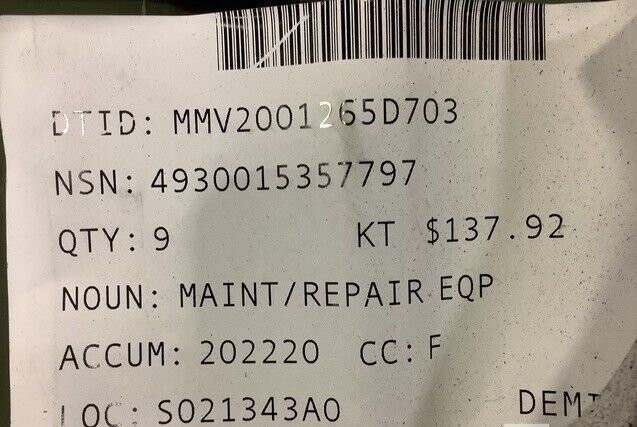 DTID: MMV2001265D703
NSN: 4930015357797
QTY: 9 KT $137.92
NOUN: MAINT/REPAIR EQP
ACCUM: 202220 CC: F
LOC: S021343A0